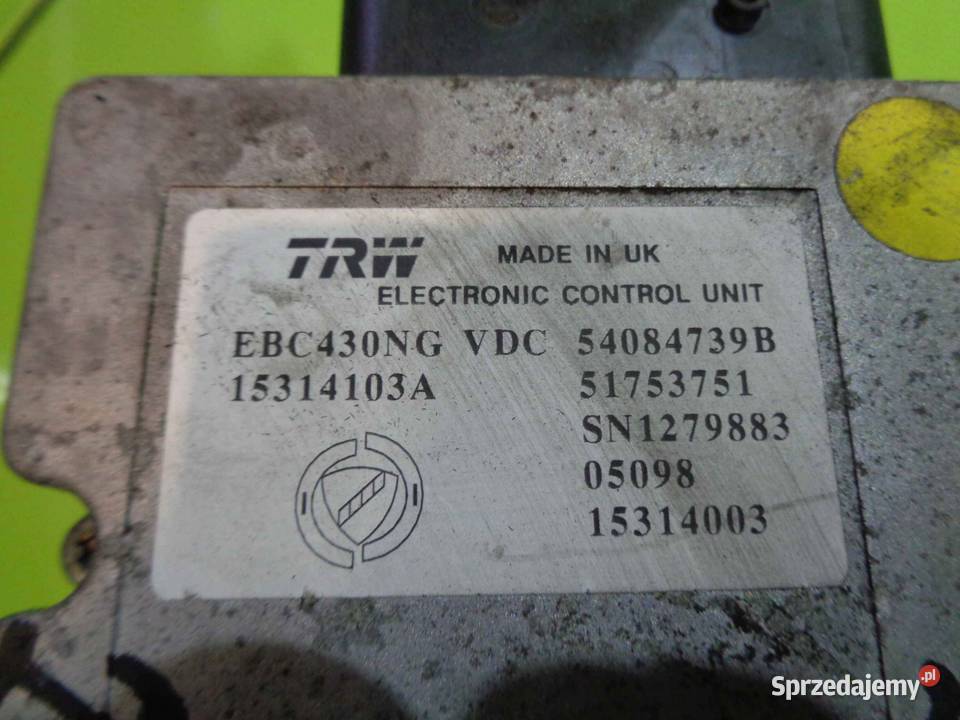 TRW MADE IN UK
ELECTRONIC CONTROL UNIT
EBC430NG VDC 54084739B
15314103A 51753751
SN1279883
05098
15314003
Sprzedajemy.pl